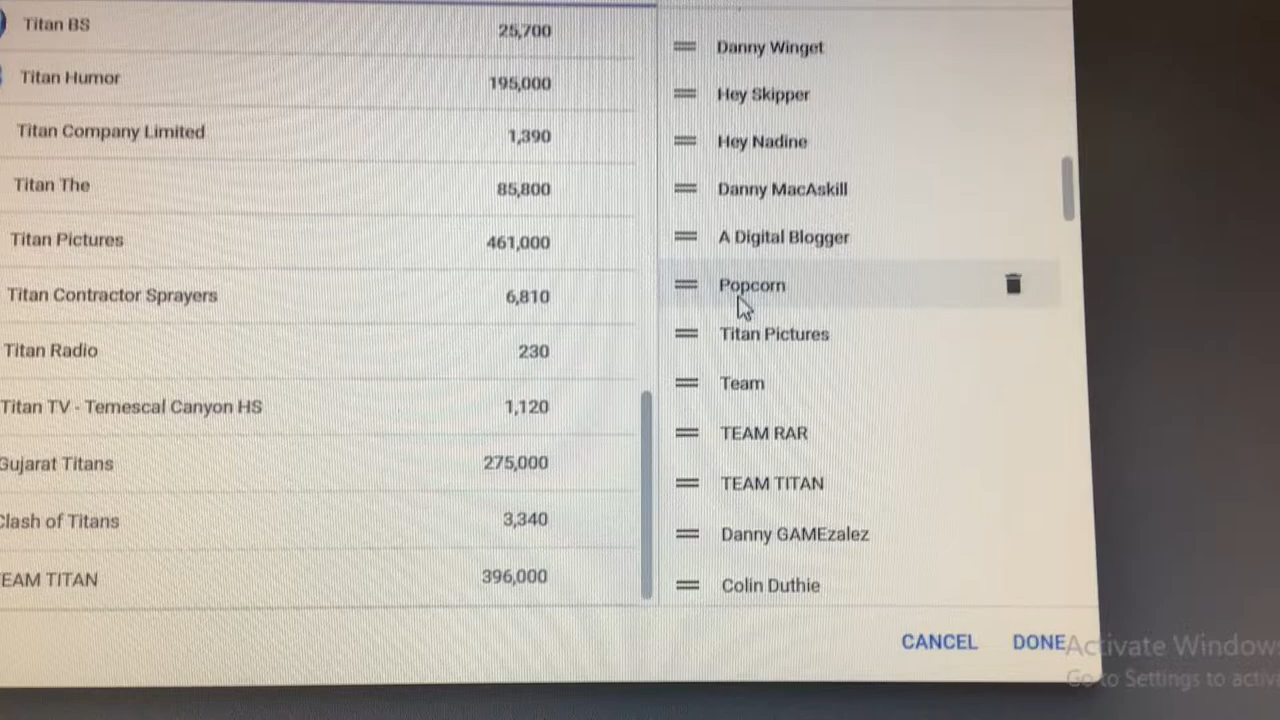 Titan BS 25,700
Titan Humor 195,000
Titan Company Limited 1,390
Titan The 85,800
Titan Pictures 461,000
Titan Contractor Sprayers 6,810
Titan Radio 230
Titan TV - Temescal Canyon HS 1,120
Gujarat Titans 275,000
Clash of Titans 3,340
EAM TITAN 396,000
Danny Winget
Hey Skipper
Hey Nadine
Danny MacAskill
A Digital Blogger
Popcorn
Titan Pictures
Team
TEAM RAR
TEAM TITAN
Danny GAMEzalez
Colin Duthie
CANCEL DONE
Activate Windows
Go to Settings to activa